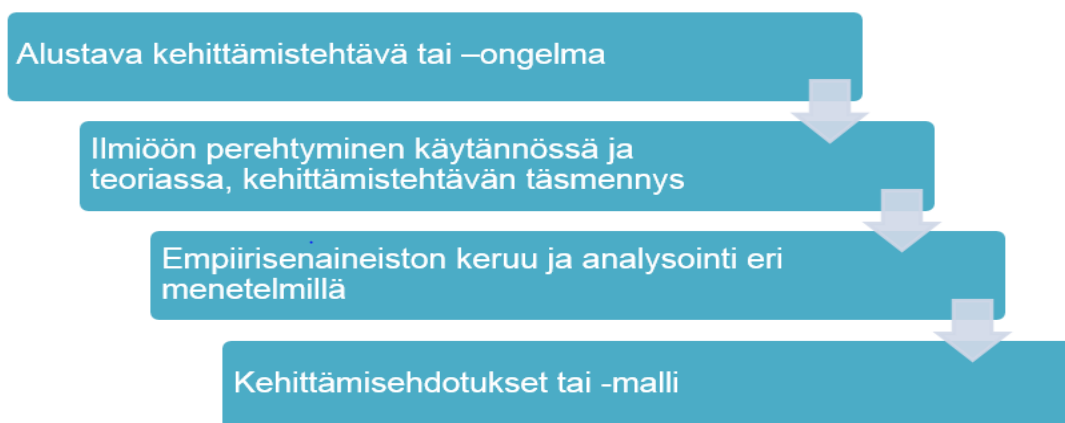 Alustava kehittämistehtävä tai –ongelma
Ilmiöön perehtyminen käytännössä ja
teoriassa, kehittämistehtävän täsmennys
Empiirisenaineiston keruu ja analysointi eri
menetelmillä
Kehittämisehdotukset tai -malli